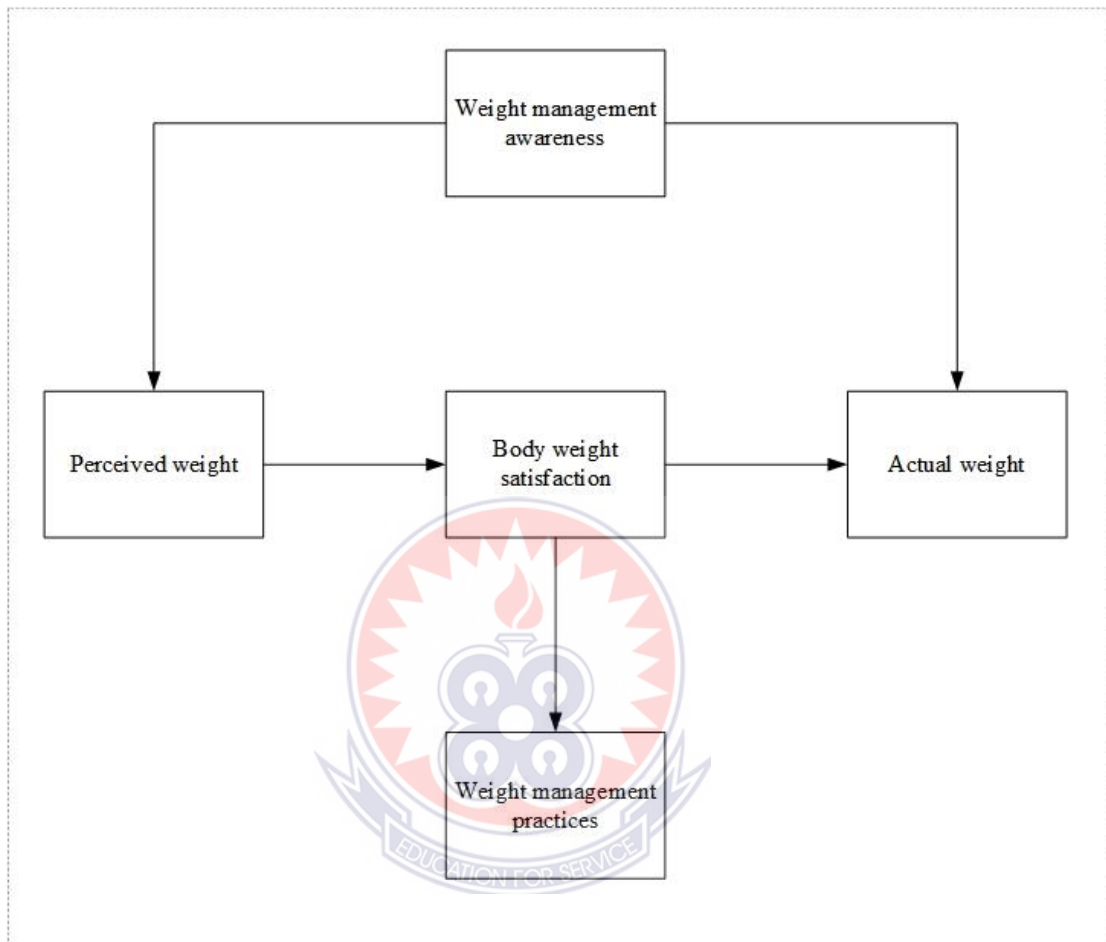 Weight management
awareness
Perceived weight
Body weight
satisfaction
Actual weight
Weight management
practices
EDUCATION FOR SERVICE